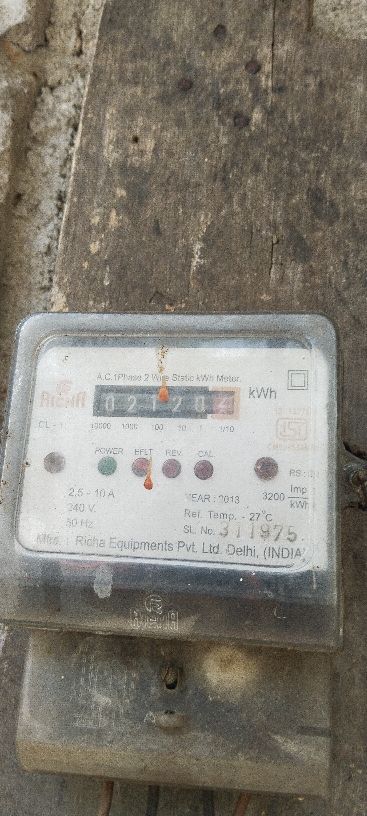 A.C.1Phase 2 Wire Static kWh Meter.
RICHA
kWh
CL - 1
10000 1000 100 10 1 1/10
POWER EFLT REV. CAL
2.5 - 10 A
YEAR : 2013
3200 Imp/kWh
240 V.
Ref. Temp. - 27°C
50 Hz
SL. No. 311975
Mfrs. : Richa Equipments Pvt. Ltd. Delhi, (INDIA)